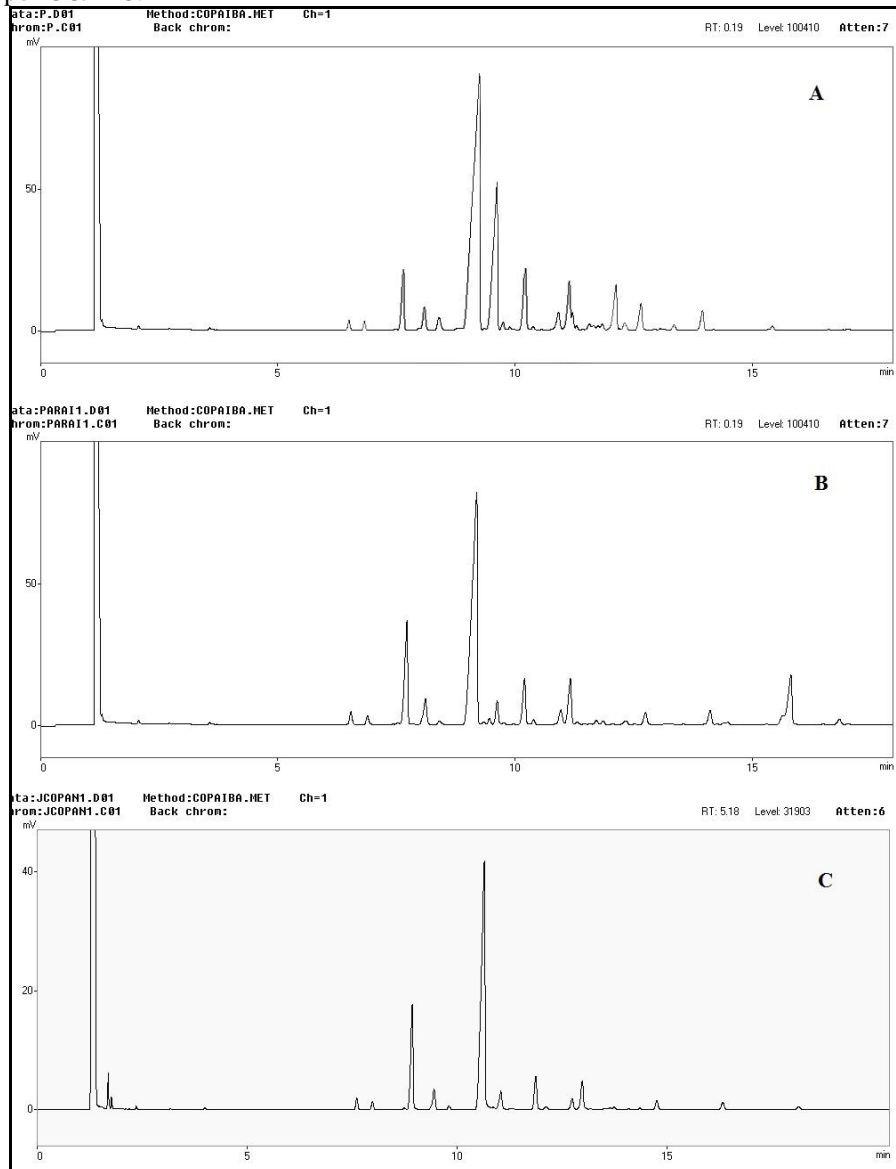 ata:P.D01 Method:COPAIBA.MET Ch=1
hrom:P.C01 Back chrom: RT: 0.19 Level: 100410 Atten:7
mV
A
50
0
0 5 10 15 min
ata:PARAI1.D01 Method:COPAIBA.MET Ch=1
hrom:PARAI1.C01 Back chrom: RT: 0.19 Level: 100410 Atten:7
mV
B
50
0
0 5 10 15 min
ata:JCOPAN1.D01 Method:COPAIBA.MET Ch=1
hrom:JCOPAN1.C01 Back chrom: RT: 5.18 Level: 31903 Atten:6
mV
C
40
20
0
0 5 10 15 min